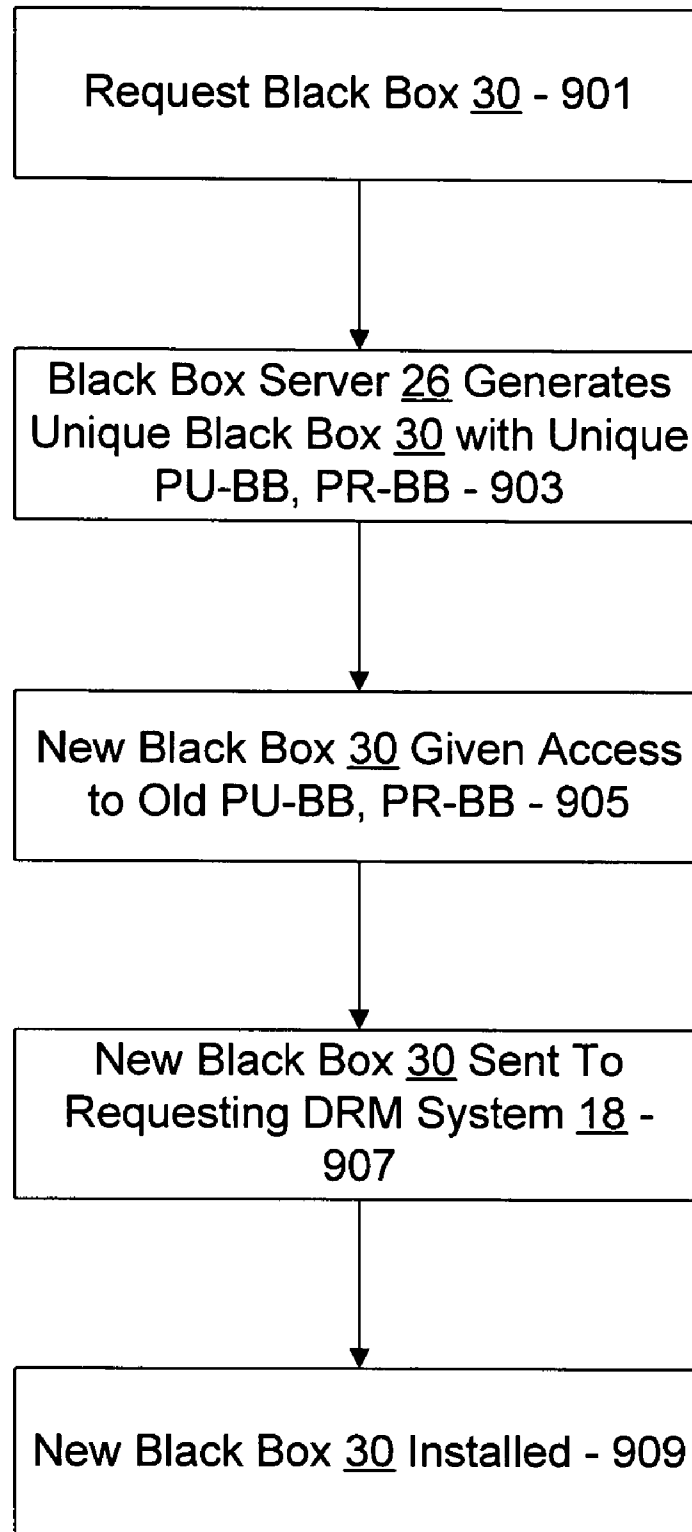 Request Black Box 30 - 901
Black Box Server 26 Generates
Unique Black Box 30 with Unique
PU-BB, PR-BB - 903
New Black Box 30 Given Access
to Old PU-BB, PR-BB - 905
New Black Box 30 Sent To
Requesting DRM System 18 -
907
New Black Box 30 Installed - 909